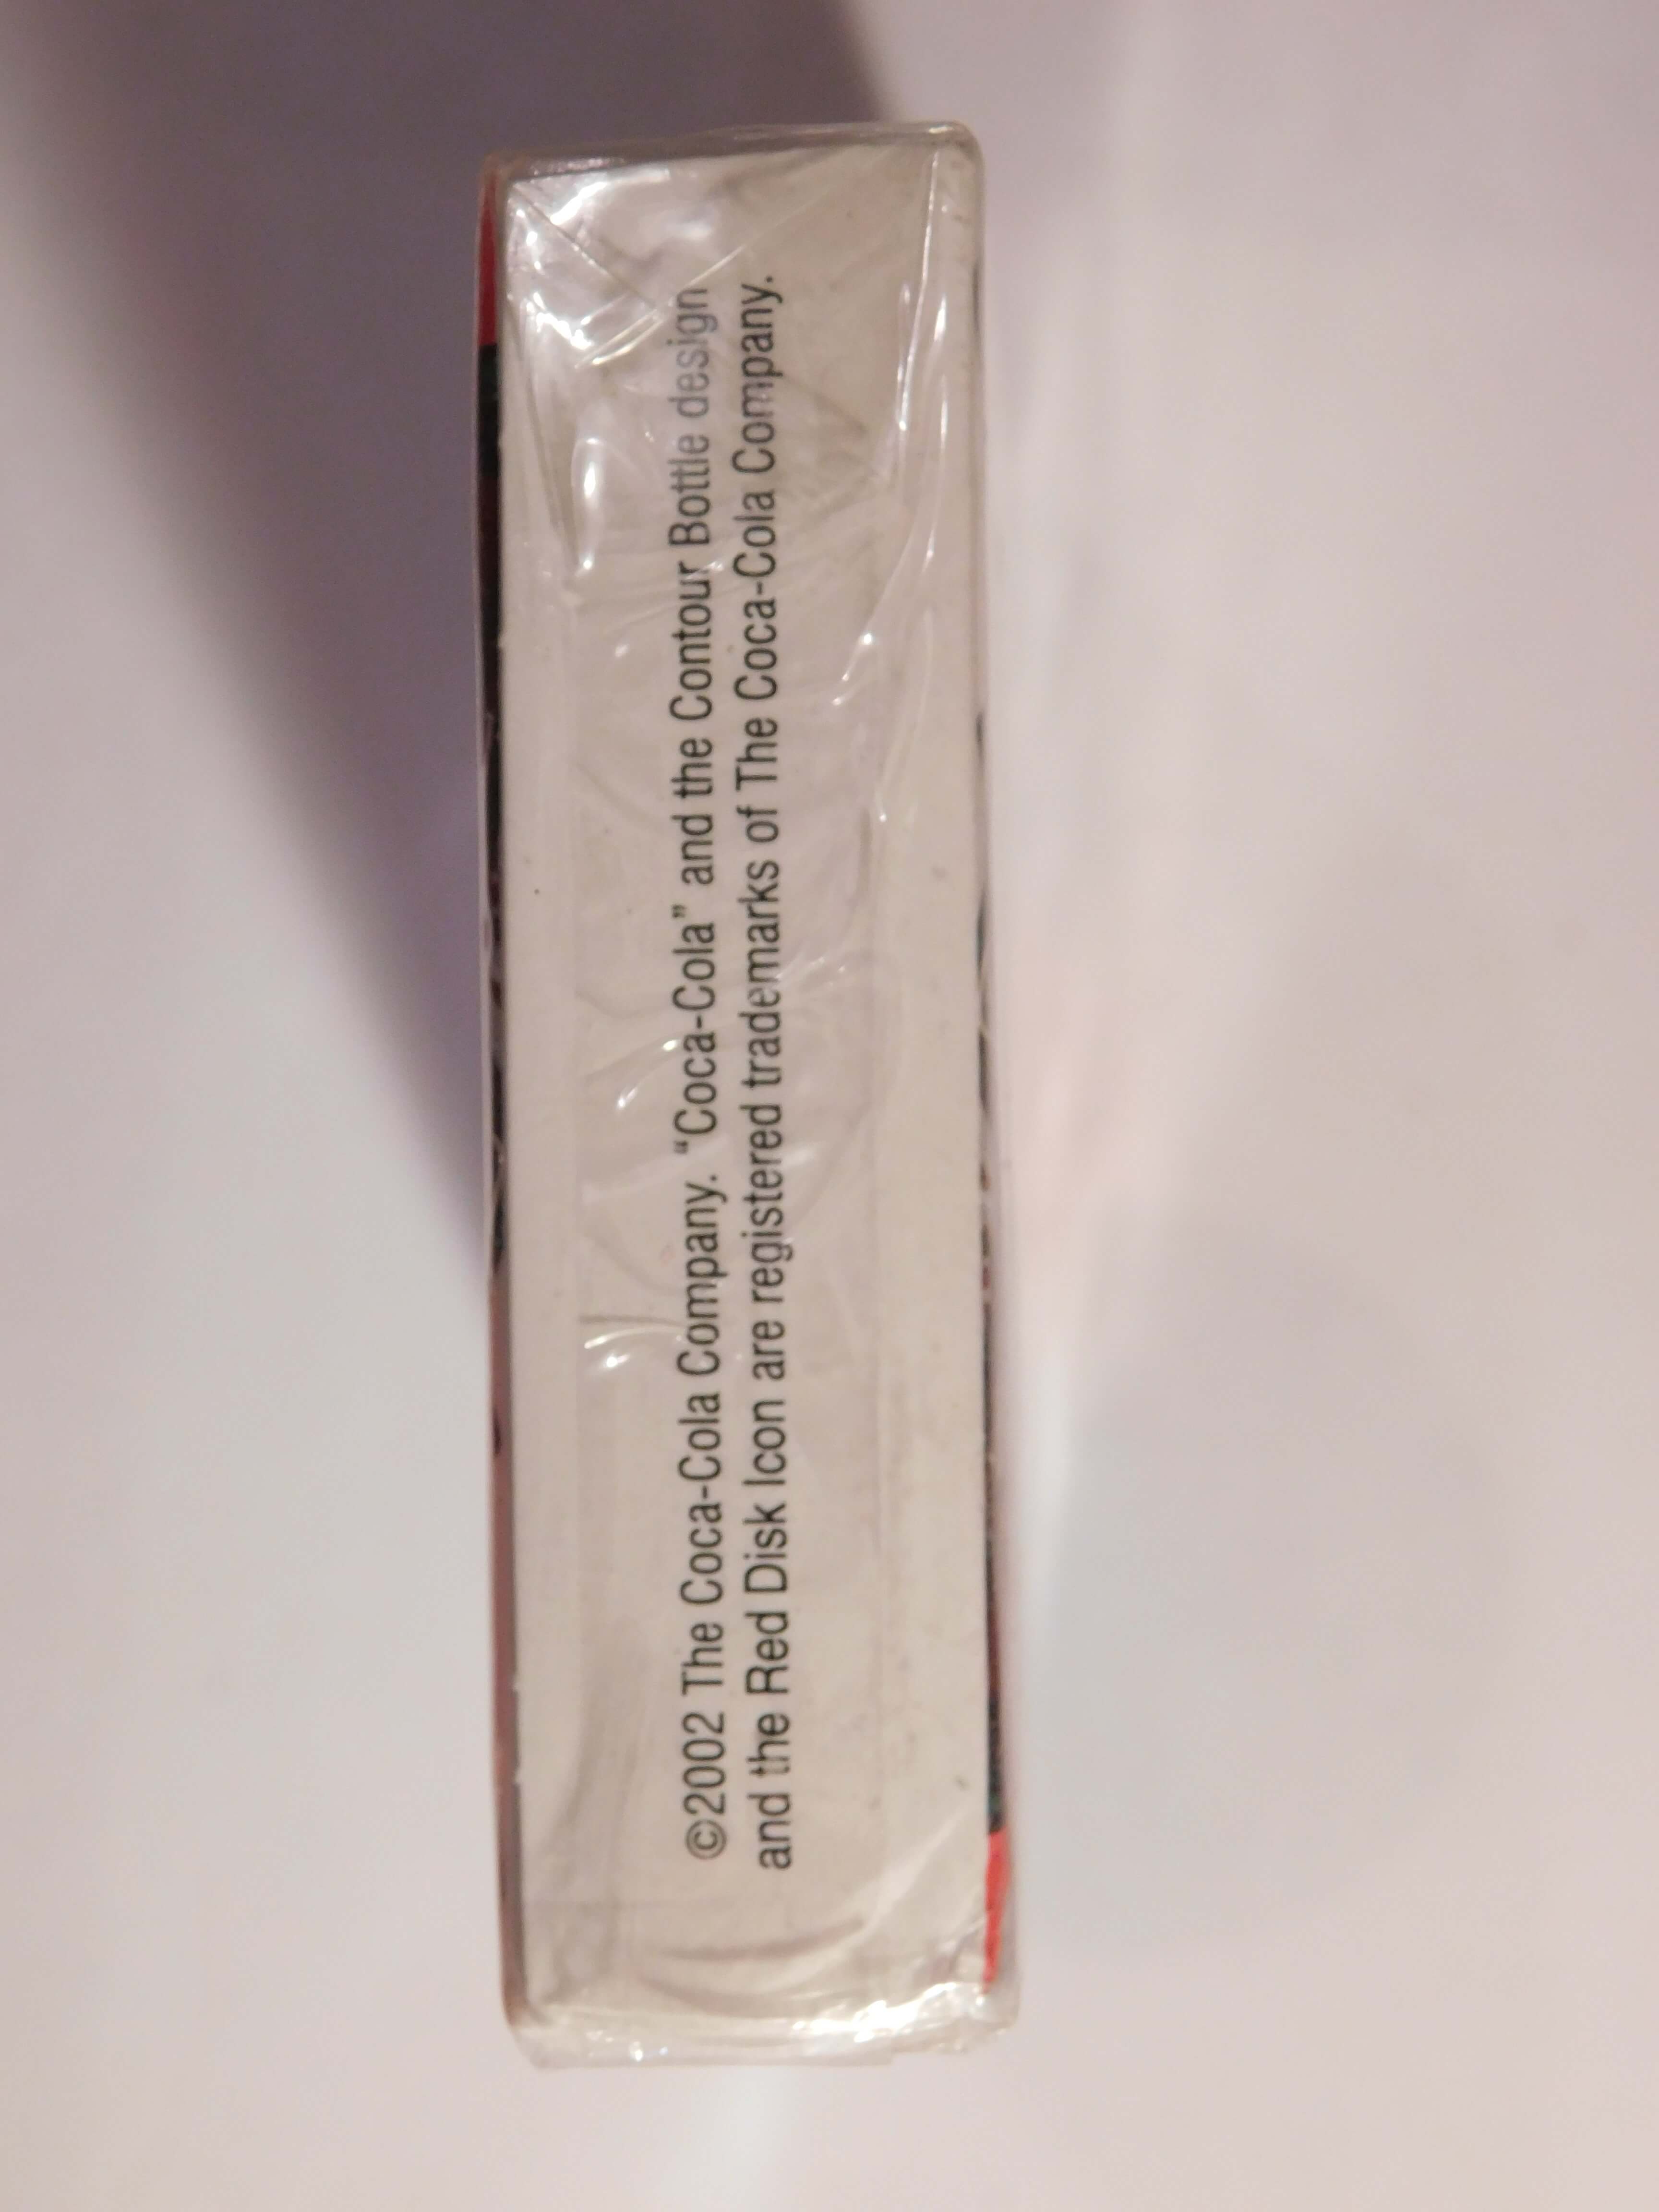 ©2002 The Coca-Cola Company. “Coca-Cola” and the Contour Bottle design
and the Red Disk Icon are registered trademarks of The Coca-Cola Company.